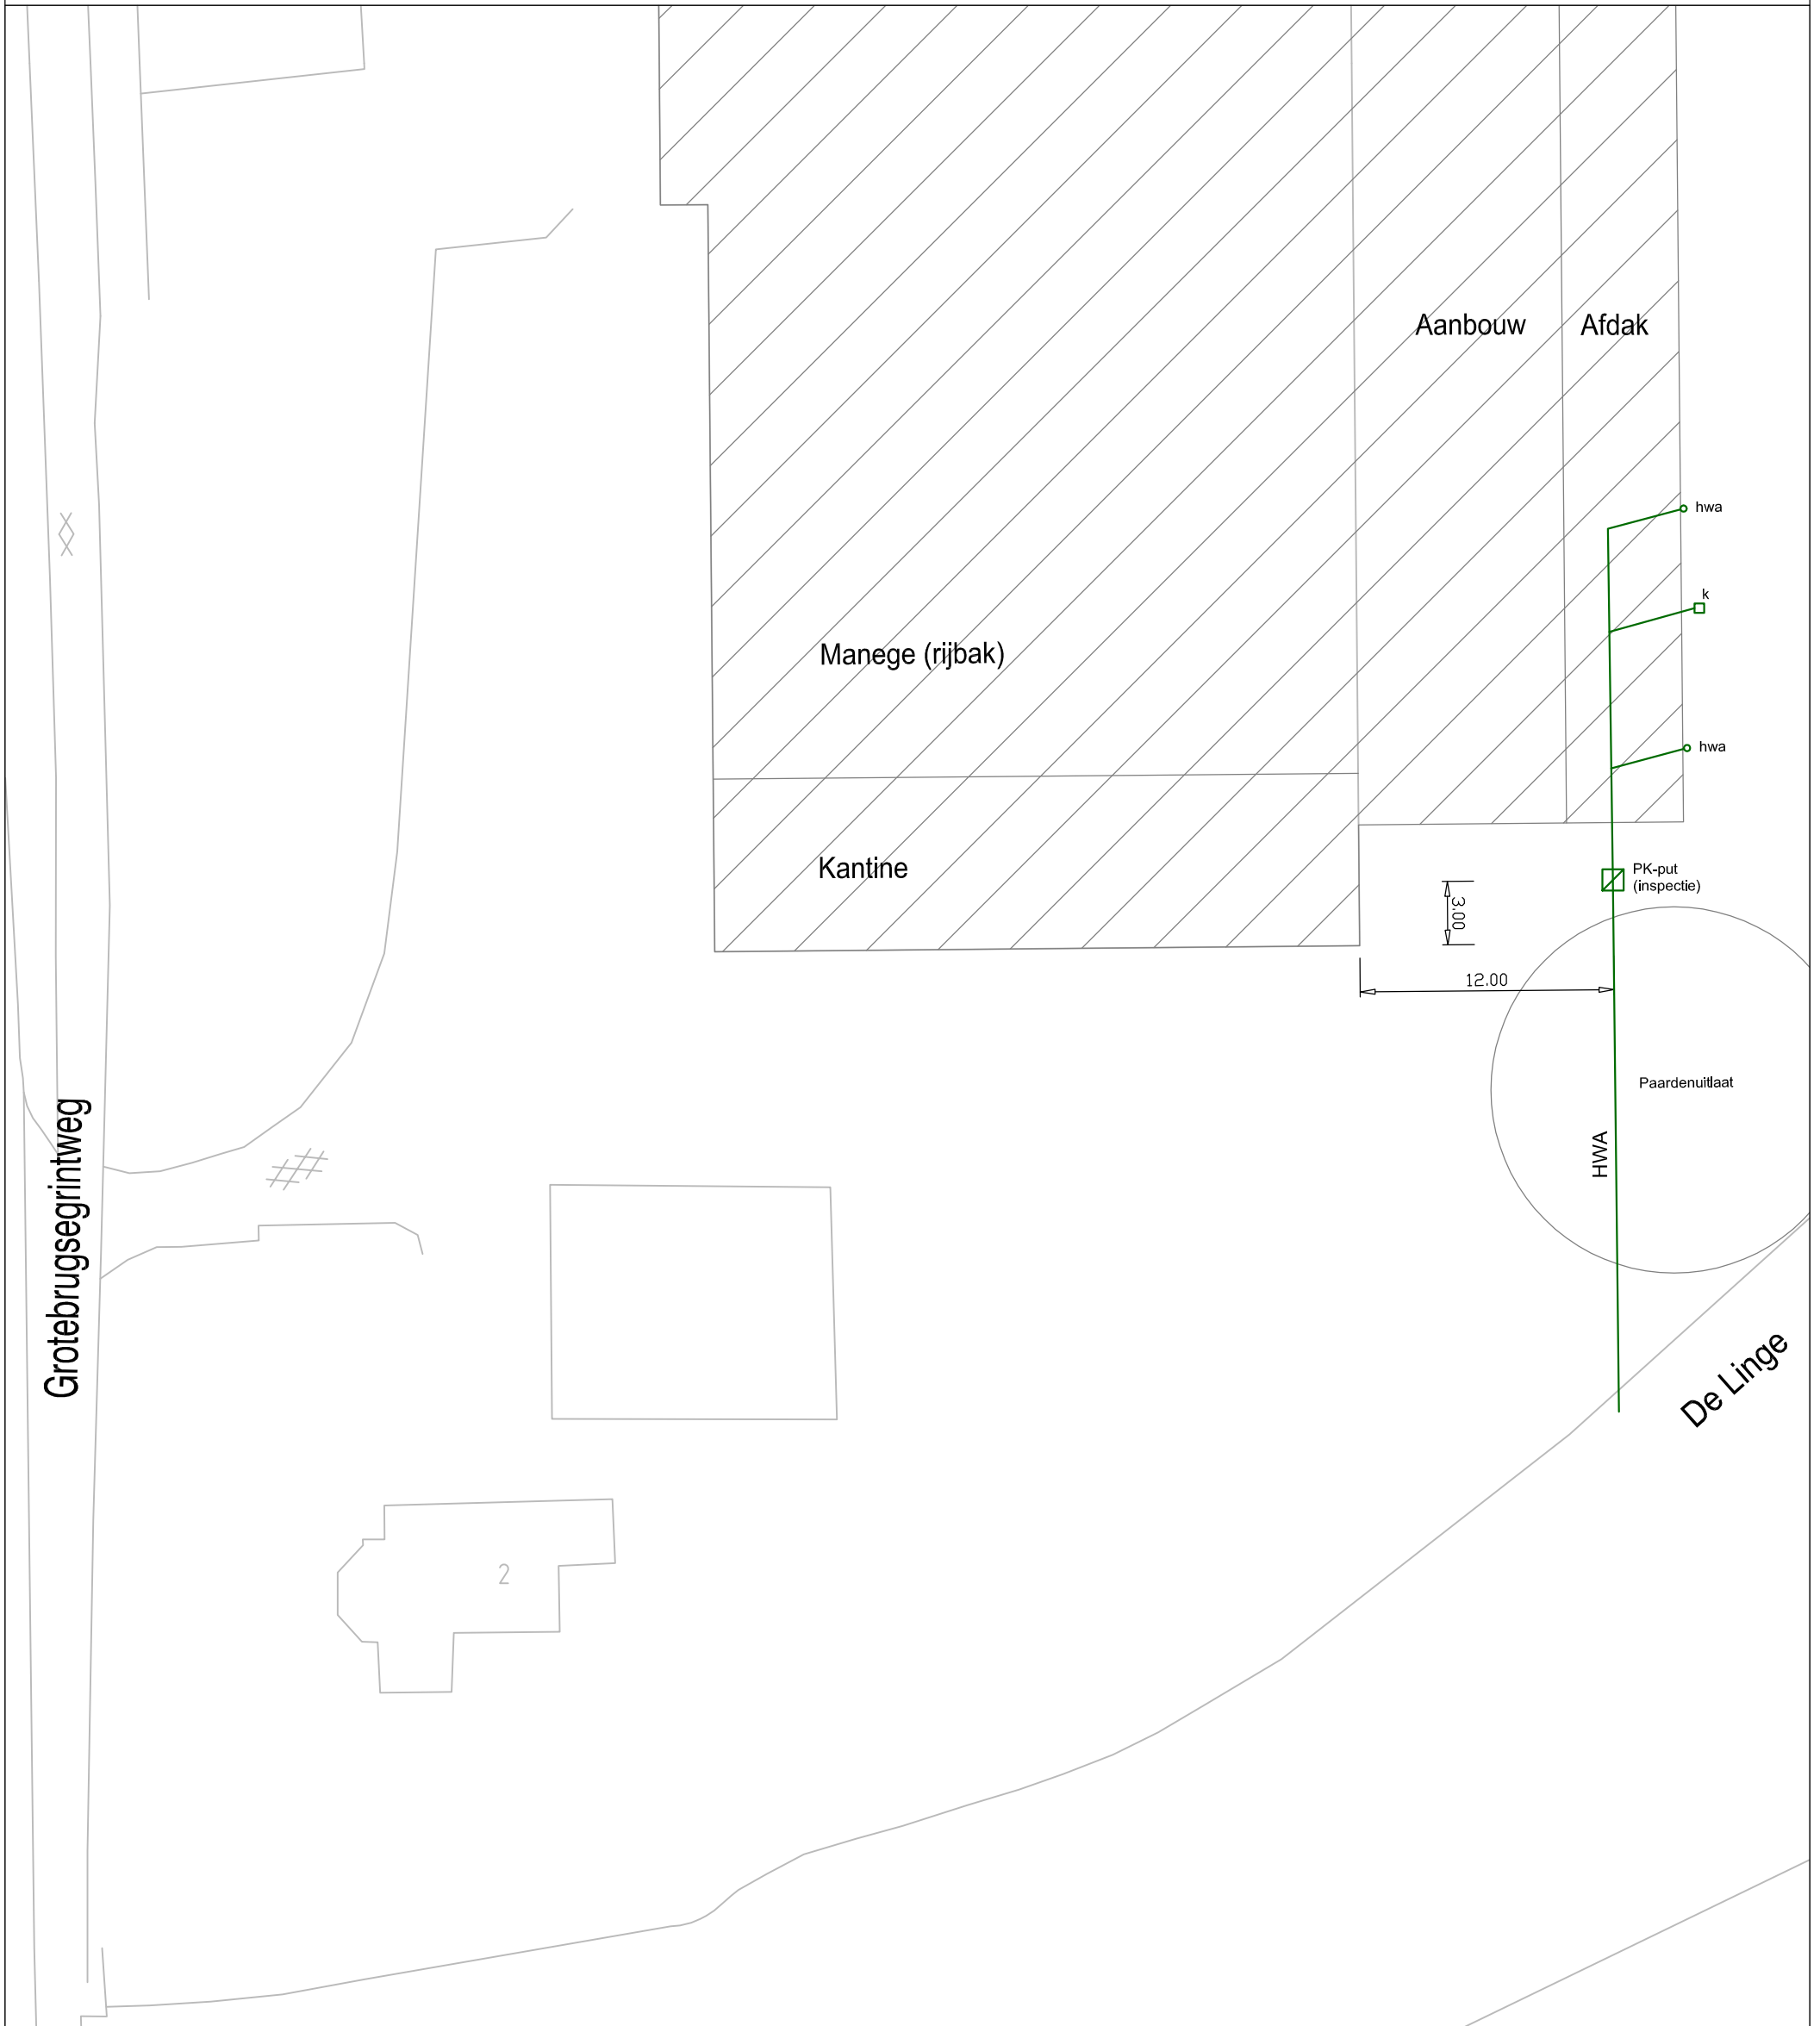 Aanbouw
Afdak
hwa
k
Manege (rijbak)
hwa
Kantine
PK-put
(inspectie)
3.00
12.00
Paardenuitlaat
HWA
Grotebrugsegrintweg
De Linge
2